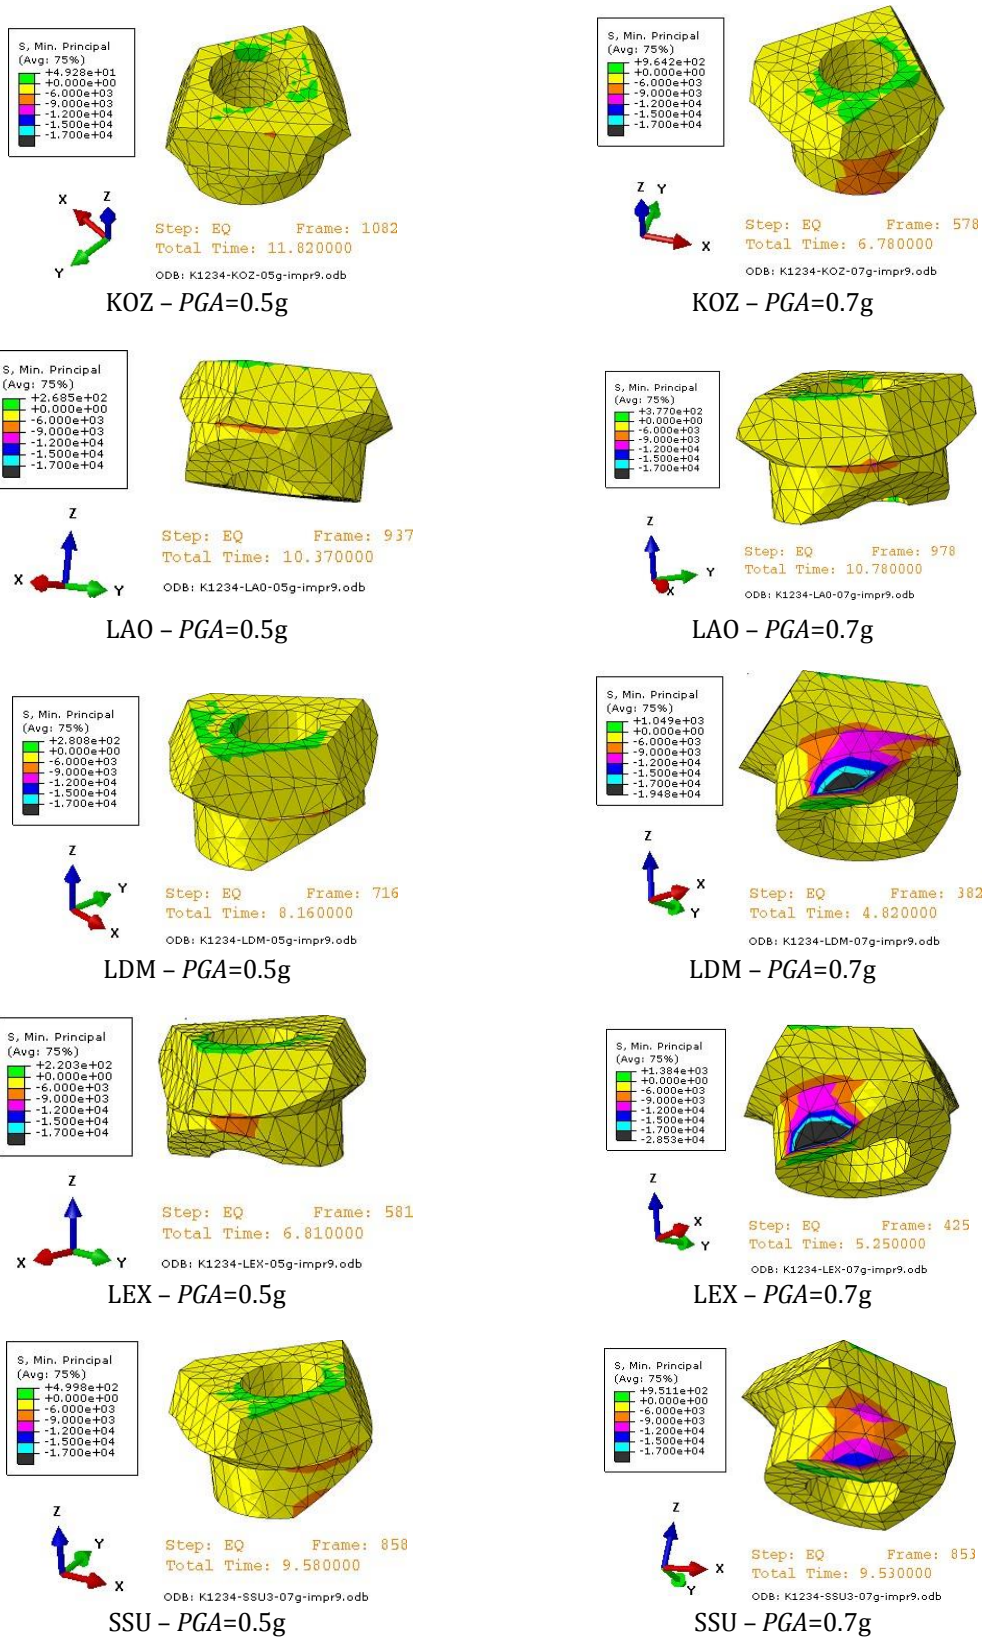 S, Min. Principal
(Avg: 75%)
+4.928e+01
+0.000e+00
-6.000e+03
-9.000e+03
-1.200e+04
-1.500e+04
-1.700e+04
X
Z
Y
Step: EQ Frame: 1082
Total Time: 11.820000
ODB: K1234-KOZ-05g-impr9.odb
KOZ – PGA=0.5g
S, Min. Principal
(Avg: 75%)
+9.642e+02
+0.000e+00
-6.000e+03
-9.000e+03
-1.200e+04
-1.500e+04
-1.700e+04
Z
Y
X
Step: EQ Frame: 578
Total Time: 6.780000
ODB: K1234-KOZ-07g-impr9.odb
KOZ – PGA=0.7g
S, Min. Principal
(Avg: 75%)
+2.685e+02
+0.000e+00
-6.000e+03
-9.000e+03
-1.200e+04
-1.500e+04
-1.700e+04
Z
X
Y
Step: EQ Frame: 937
Total Time: 10.370000
ODB: K1234-LA0-05g-impr9.odb
LAO – PGA=0.5g
S, Min. Principal
(Avg: 75%)
+3.770e+02
+0.000e+00
-6.000e+03
-9.000e+03
-1.200e+04
-1.500e+04
-1.700e+04
Z
Y
X
Step: EQ Frame: 978
Total Time: 10.780000
ODB: K1234-LA0-07g-impr9.odb
LAO – PGA=0.7g
S, Min. Principal
(Avg: 75%)
+2.808e+02
+0.000e+00
-6.000e+03
-9.000e+03
-1.200e+04
-1.500e+04
-1.700e+04
Z
Y
X
Step: EQ Frame: 716
Total Time: 8.160000
ODB: K1234-LDM-05g-impr9.odb
LDM – PGA=0.5g
S, Min. Principal
(Avg: 75%)
+1.049e+03
+0.000e+00
-6.000e+03
-9.000e+03
-1.200e+04
-1.500e+04
-1.700e+04
-1.948e+04
Z
X
Y
Step: EQ Frame: 382
Total Time: 4.820000
ODB: K1234-LDM-07g-impr9.odb
LDM – PGA=0.7g
S, Min. Principal
(Avg: 75%)
+2.203e+02
+0.000e+00
-6.000e+03
-9.000e+03
-1.200e+04
-1.500e+04
-1.700e+04
Z
X
Y
Step: EQ Frame: 581
Total Time: 6.810000
ODB: K1234-LEX-05g-impr9.odb
LEX – PGA=0.5g
S, Min. Principal
(Avg: 75%)
+1.384e+03
+0.000e+00
-6.000e+03
-9.000e+03
-1.200e+04
-1.500e+04
-1.700e+04
-2.853e+04
Z
X
Y
Step: EQ Frame: 425
Total Time: 5.250000
ODB: K1234-LEX-07g-impr9.odb
LEX – PGA=0.7g
S, Min. Principal
(Avg: 75%)
+4.998e+02
+0.000e+00
-6.000e+03
-9.000e+03
-1.200e+04
-1.500e+04
-1.700e+04
Z
Y
X
Step: EQ Frame: 858
Total Time: 9.580000
ODB: K1234-SSU3-07g-impr9.odb
SSU – PGA=0.5g
S, Min. Principal
(Avg: 75%)
+9.511e+02
+0.000e+00
-6.000e+03
-9.000e+03
-1.200e+04
-1.500e+04
-1.700e+04
Z
X
Y
Step: EQ Frame: 853
Total Time: 9.530000
ODB: K1234-SSU3-07g-impr9.odb
SSU – PGA=0.7g